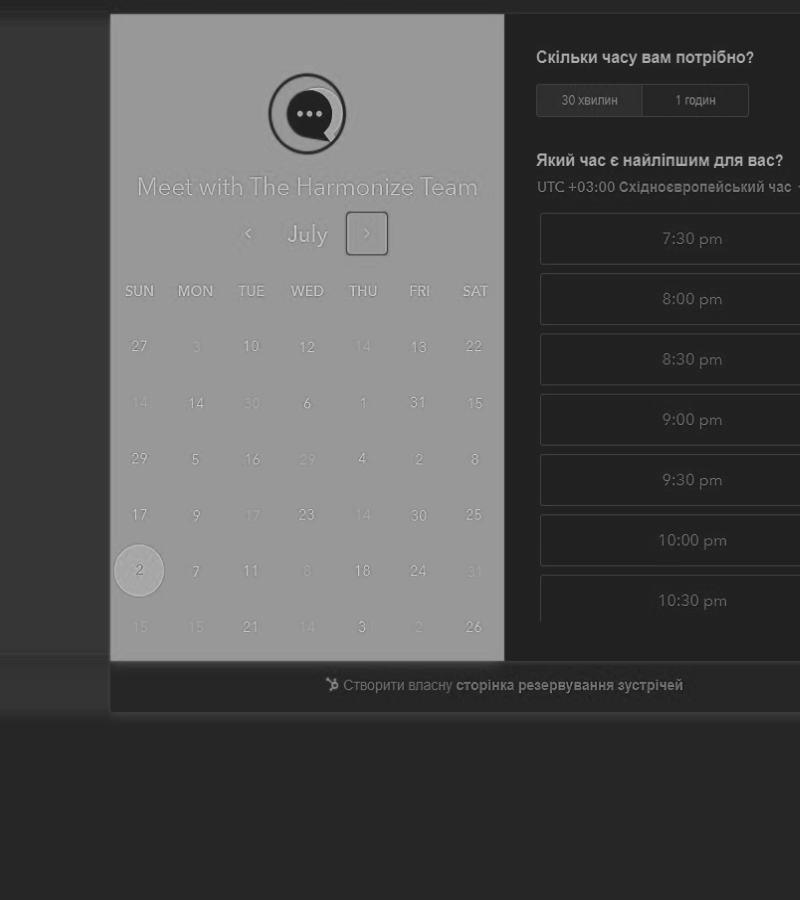 Meet with The Harmonize Team
July
SUN MON TUE WED THU FRI SAT
27 3 10 12 14 13 22
14 14 30 6 1 31 15
29 5 16 29 4 2 8
17 9 17 23 14 30 25
2 7 11 8 18 24 31
15 15 21 14 3 2 26
Скільки часу вам потрібно?
30 хвилин 1 годин
Який час є найліпшим для вас?
UTC +03:00 Східноєвропейський час
7:30 pm
8:00 pm
8:30 pm
9:00 pm
9:30 pm
10:00 pm
10:30 pm
Створити власну сторінка резервування зустрічей